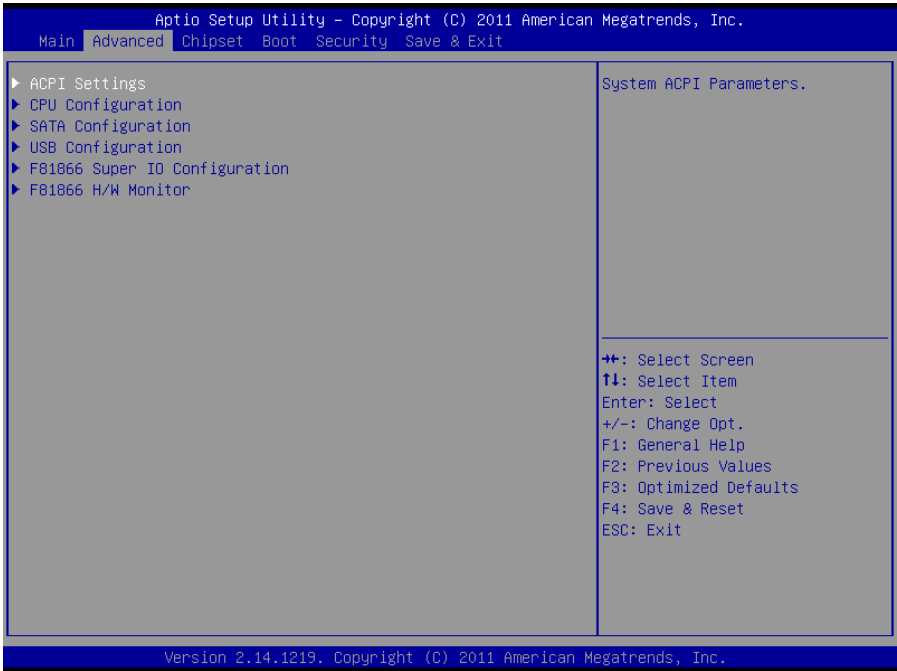 Aptio Setup Utility – Copyright (C) 2011 American Megatrends, Inc.
Main Advanced Chipset Boot Security Save & Exit
► ACPI Settings
► CPU Configuration
► SATA Configuration
► USB Configuration
► F81866 Super IO Configuration
► F81866 H/W Monitor
System ACPI Parameters.
→←: Select Screen
↑↓: Select Item
Enter: Select
+/-: Change Opt.
F1: General Help
F2: Previous Values
F3: Optimized Defaults
F4: Save & Reset
ESC: Exit
Version 2.14.1219. Copyright (C) 2011 American Megatrends, Inc.